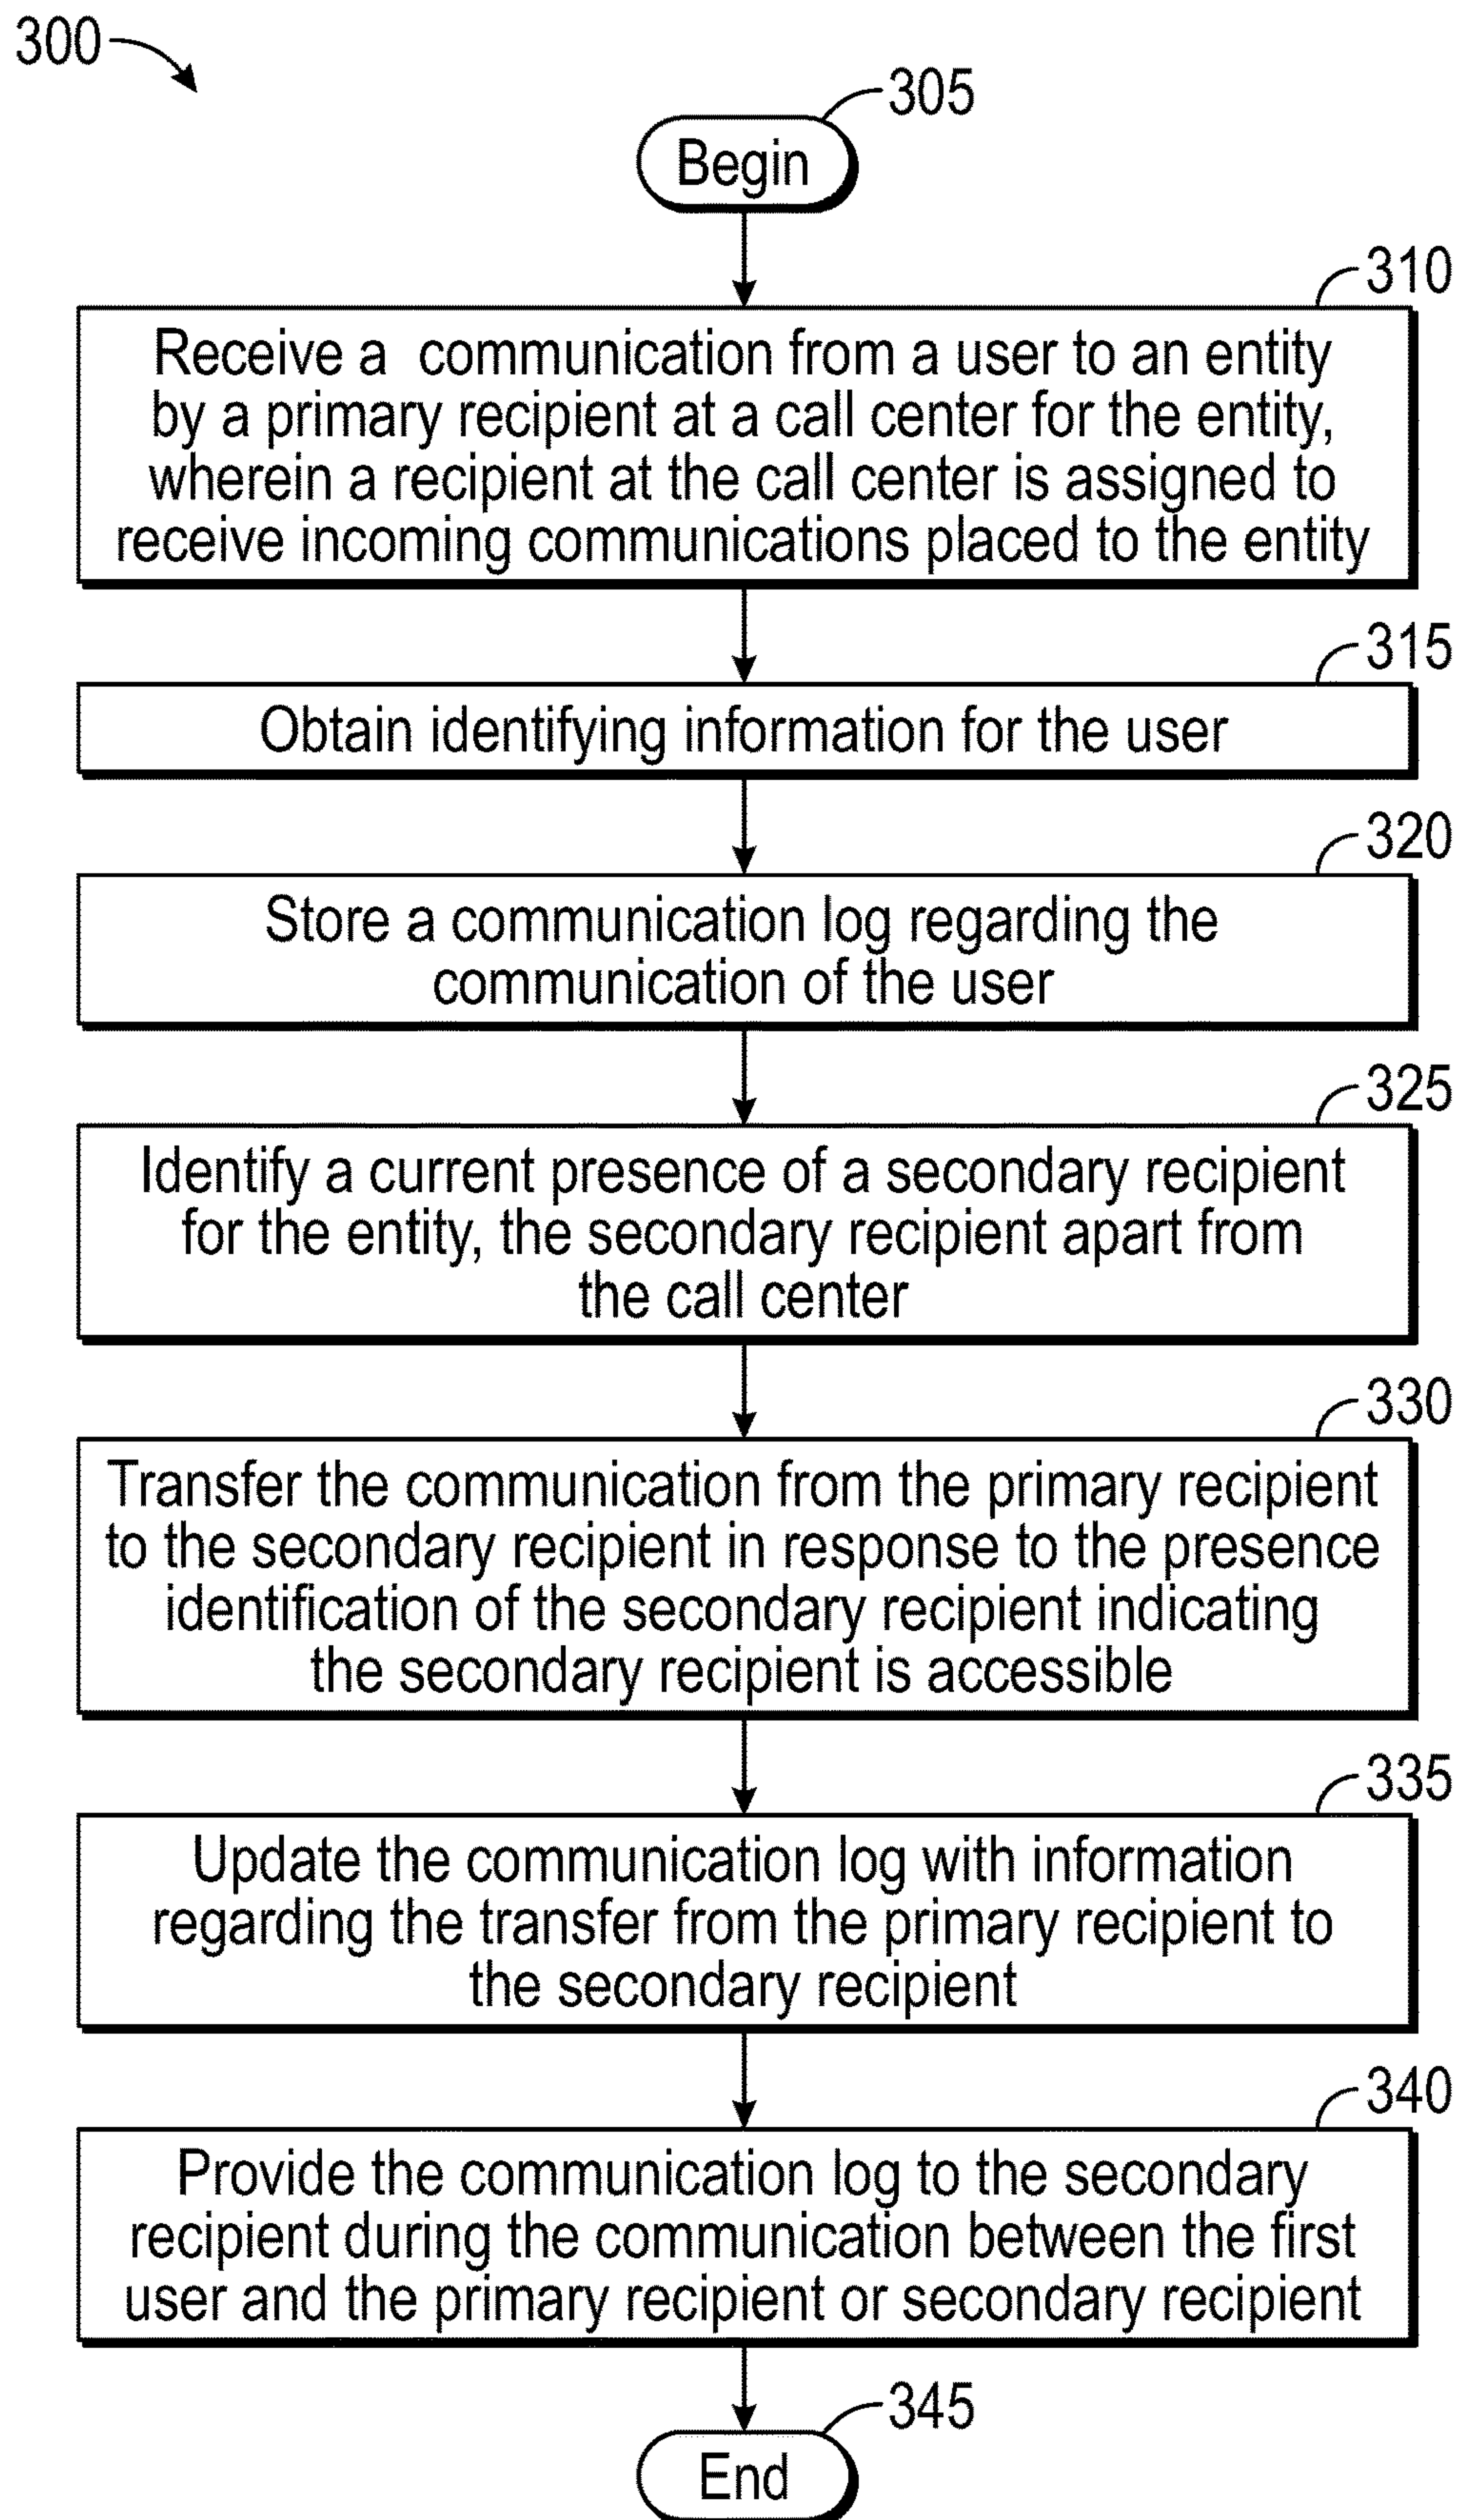 300
305
Begin
310
Receive a communication from a user to an entity
by a primary recipient at a call center for the entity,
wherein a recipient at the call center is assigned to
receive incoming communications placed to the entity
315
Obtain identifying information for the user
320
Store a communication log regarding the
communication of the user
325
Identify a current presence of a secondary recipient
for the entity, the secondary recipient apart from
the call center
330
Transfer the communication from the primary recipient
to the secondary recipient in response to the presence
identification of the secondary recipient indicating
the secondary recipient is accessible
335
Update the communication log with information
regarding the transfer from the primary recipient to
the secondary recipient
340
Provide the communication log to the secondary
recipient during the communication between the first
user and the primary recipient or secondary recipient
345
End